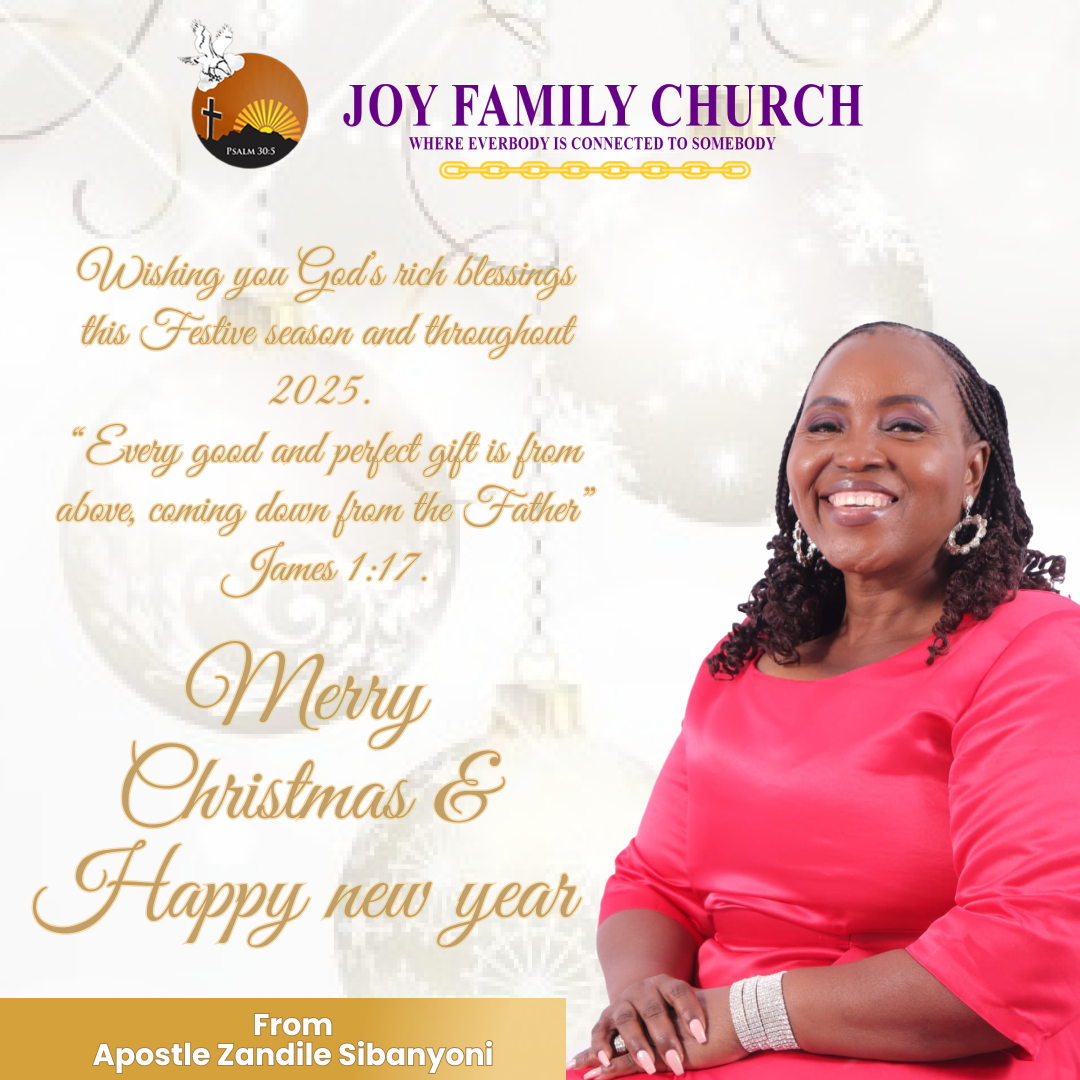 PSALM 30:5
JOY FAMILY CHURCH
WHERE EVERBODY IS CONNECTED TO SOMEBODY
Wishing you God's rich blessings
this Festive season and throughout
2025.
“Every good and perfect gift is from
above, coming down from the Father”
James 1:17.
Merry
Christmas &
Happy new year
From
Apostle Zandile Sibanyoni